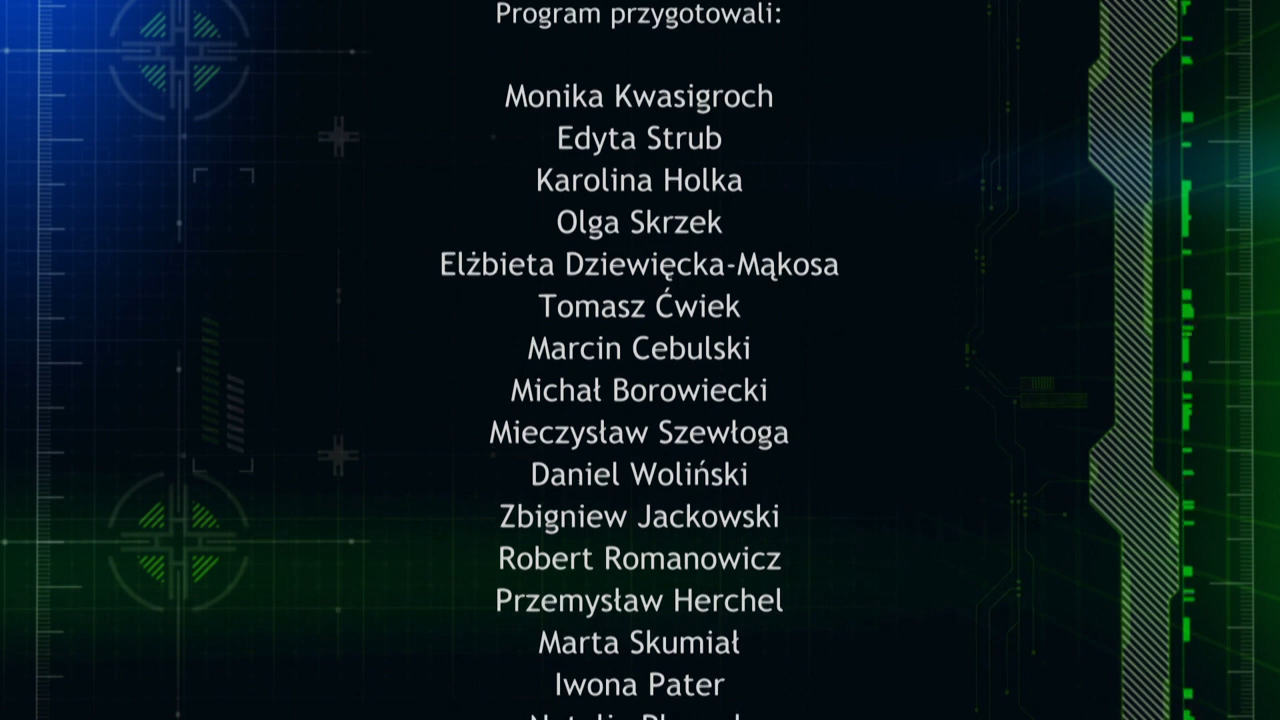 Program przygotowali:
Monika Kwasigroch
Edyta Strub
Karolina Holka
Olga Skrzek
Elżbieta Dziewięcka-Mąkosa
Tomasz Ćwiek
Marcin Cebulski
Michał Borowiecki
Mieczysław Szewłoga
Daniel Woliński
Zbigniew Jackowski
Robert Romanowicz
Przemysław Herchel
Marta Skumiał
Iwona Pater